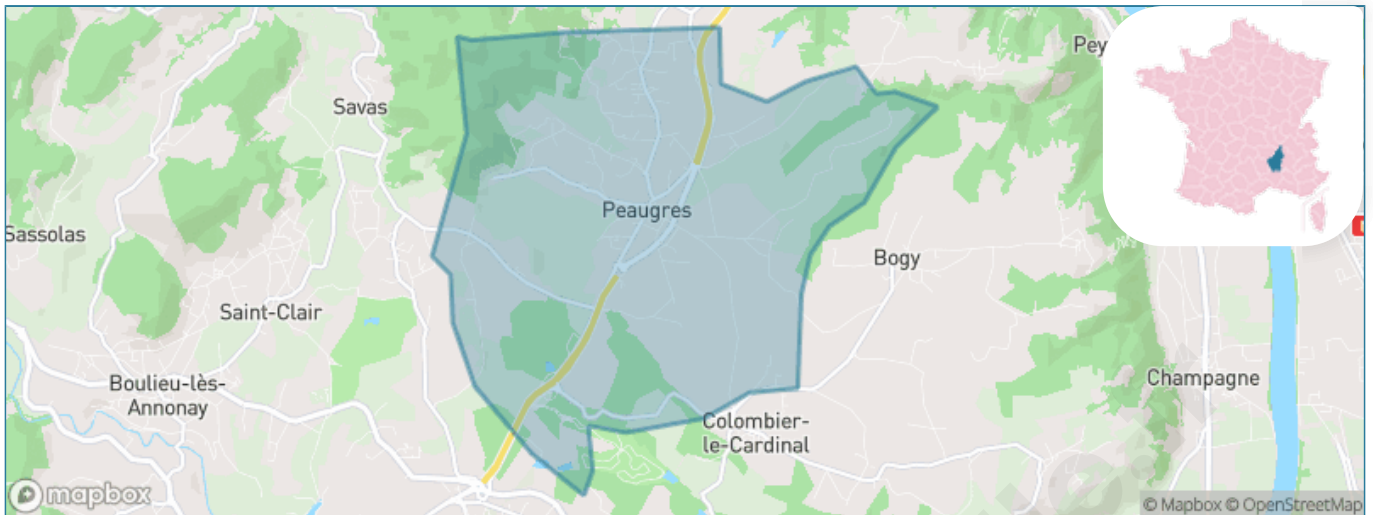 Pey
Savas
Peaugres
Sassolas
Bogy
Saint-Clair
Boulieu-lès-
Annonay
Champagne
Colombier-
le-Cardinal
mapbox
© Mapbox © OpenStreetMap